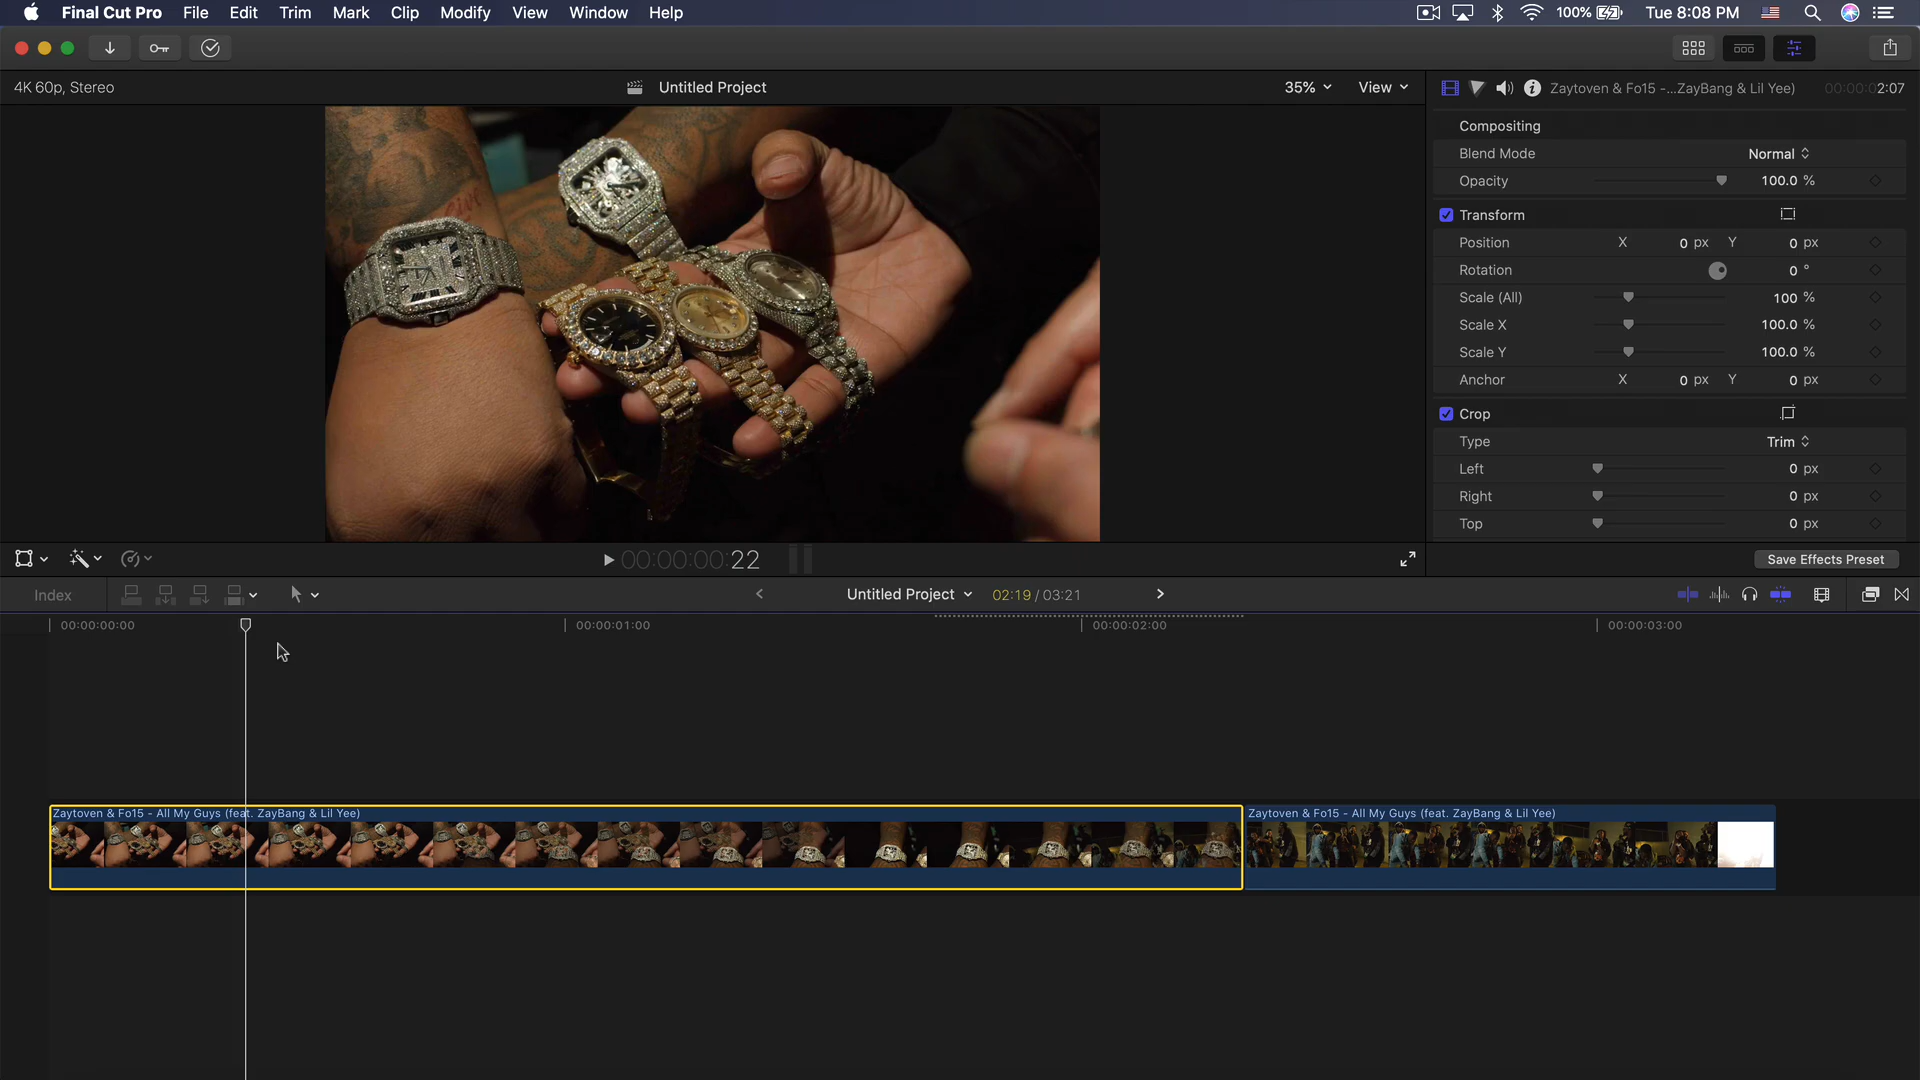 Final Cut Pro File Edit Trim Mark Clip Modify View Window Help 100% Tue 8:08 PM
4K 60p, Stereo Untitled Project 35% View Zaytoven & Fo15 -...ZayBang & Lil Yee) 00:00:02:07
Compositing
Blend Mode Normal
Opacity 100.0 %
Transform
Position X 0 px Y 0 px
Rotation 0 °
Scale (All) 100 %
Scale X 100.0 %
Scale Y 100.0 %
Anchor X 0 px Y 0 px
Crop
Type Trim
Left 0 px
Right 0 px
Top 0 px
00:00:00:22 Save Effects Preset
Index Untitled Project 02:19 / 03:21
00:00:00:00 00:00:01:00 00:00:02:00 00:00:03:00
Zaytoven & Fo15 - All My Guys (feat. ZayBang & Lil Yee) Zaytoven & Fo15 - All My Guys (feat. ZayBang & Lil Yee)